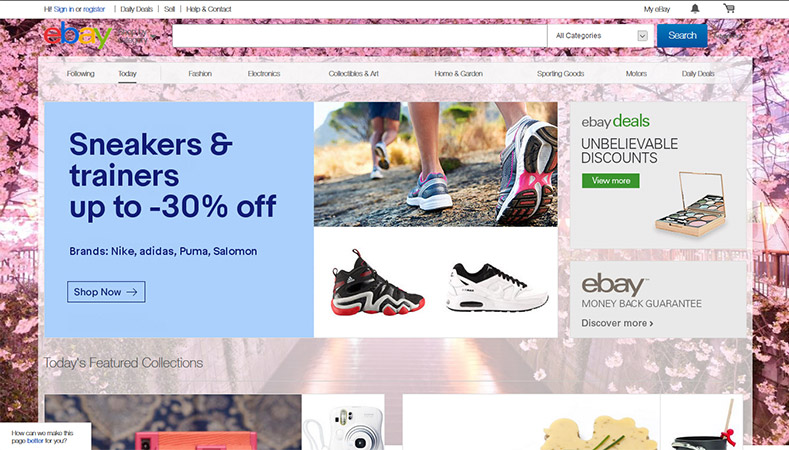 Hi! Sign in or register Daily Deals Sell Help & Contact My eBay
ebay All Categories Search
Following Today Fashion Electronics Collectibles & Art Home & Garden Sporting Goods Motors Daily Deals
Sneakers &
trainers
up to -30% off
Brands: Nike, adidas, Puma, Salomon
Shop Now →
ebay deals
UNBELIEVABLE
DISCOUNTS
View more
ebay™
MONEY BACK GUARANTEE
Discover more ›
Today's Featured Collections
How can we make this
page better for you?